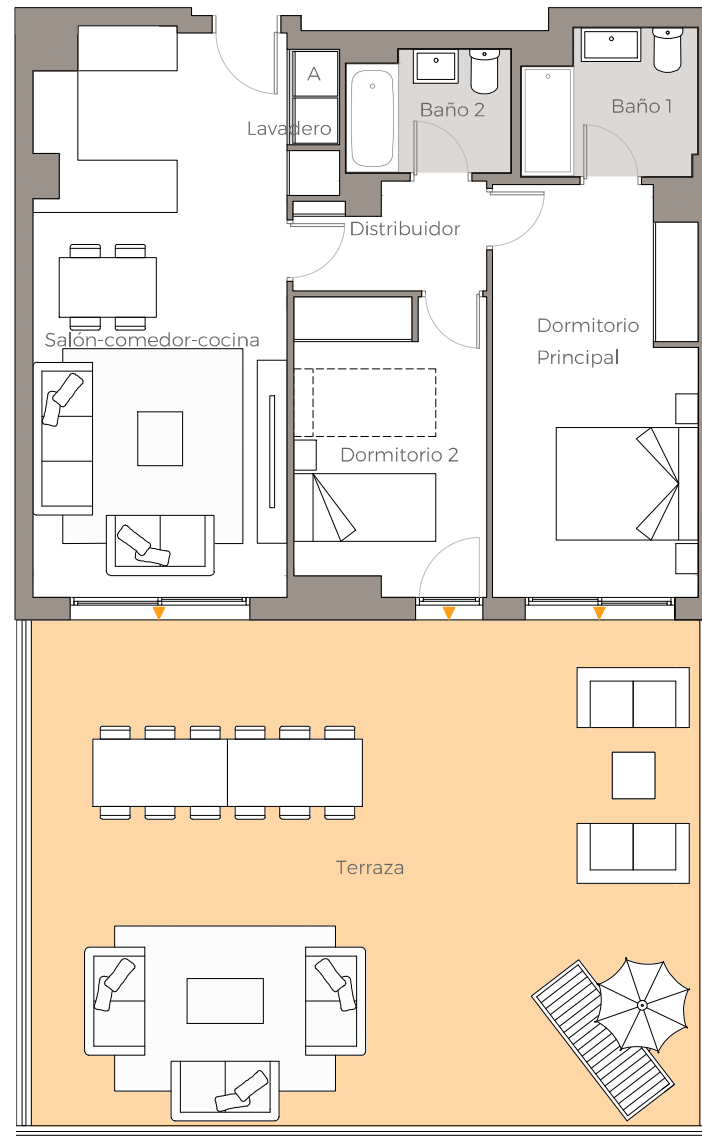 A
Lavadero
Baño 2
Baño 1
Distribuidor
Salón-comedor-cocina
Dormitorio
Principal
Dormitorio 2
Terraza